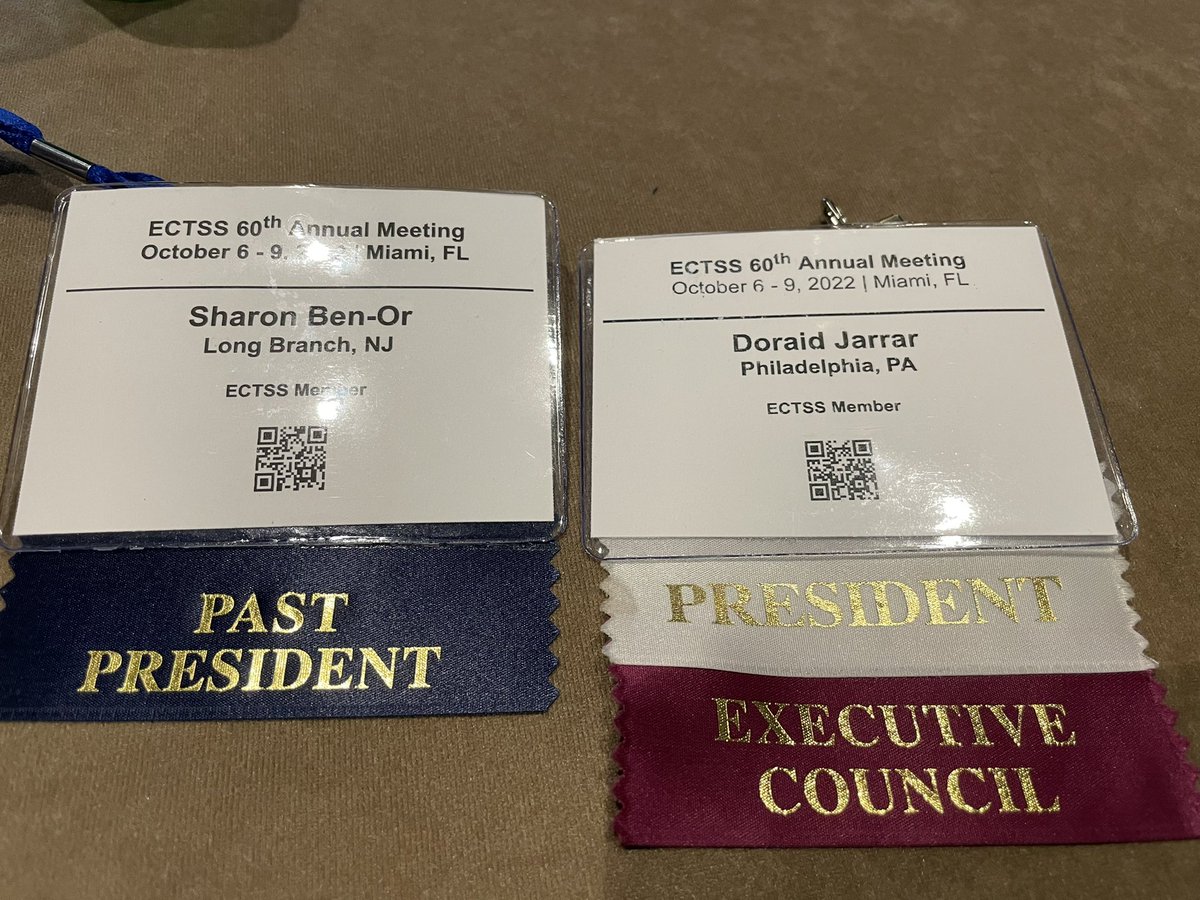 ECTSS 60th Annual Meeting
October 6 - 9, | Miami, FL
Sharon Ben-Or
Long Branch, NJ
ECTSS Member
PAST
PRESIDENT
ECTSS 60th Annual Meeting
October 6 - 9, 2022 | Miami, FL
Doraid Jarrar
Philadelphia, PA
ECTSS Member
PRESIDENT
EXECUTIVE
COUNCIL